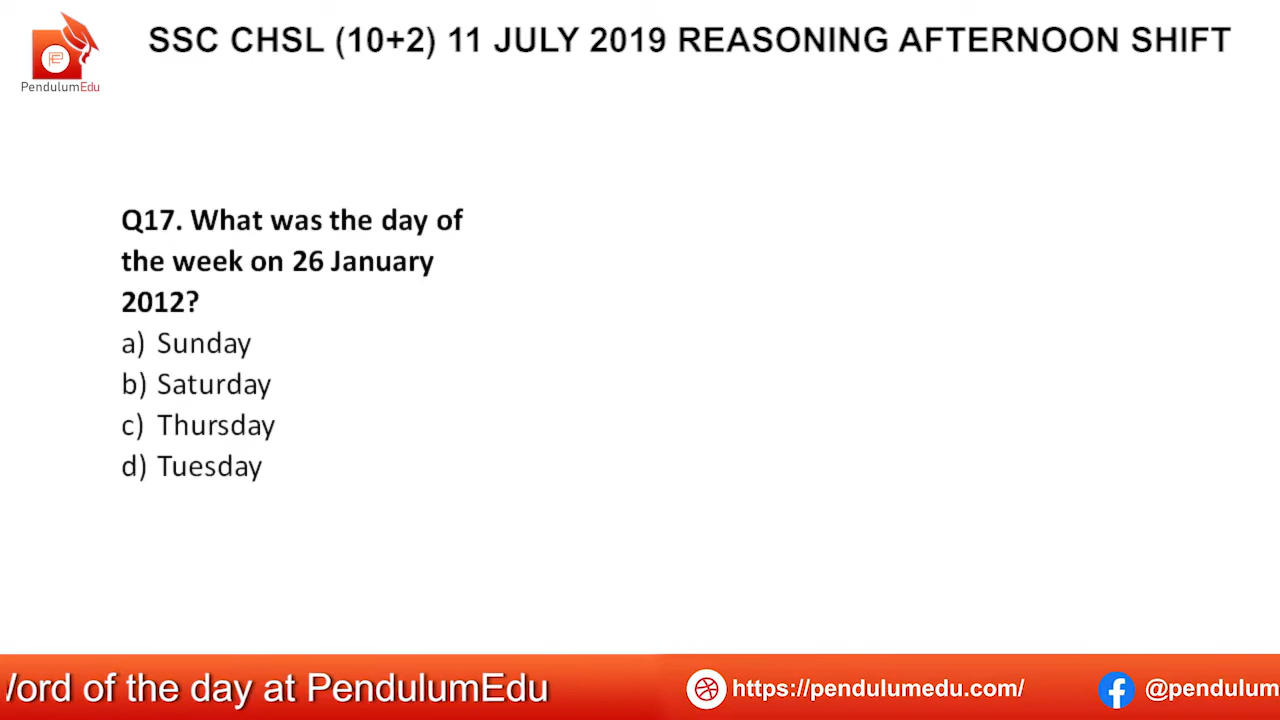 SSC CHSL (10+2) 11 JULY 2019 REASONING AFTERNOON SHIFT
PendulumEdu
Q17. What was the day of
the week on 26 January
2012?
a) Sunday
b) Saturday
c) Thursday
d) Tuesday
Word of the day at PendulumEdu
https://pendulumedu.com/
@pendulum